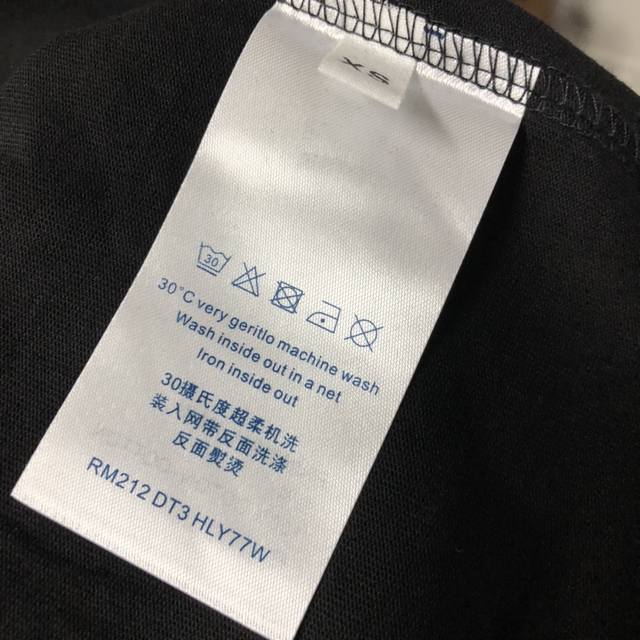 XS
30
30°C very geritlo machine wash
Wash inside out in a net
Iron inside out
30摄氏度超柔机洗
装入网带反面洗涤
反面熨烫
RM212 DT3 HLY77W